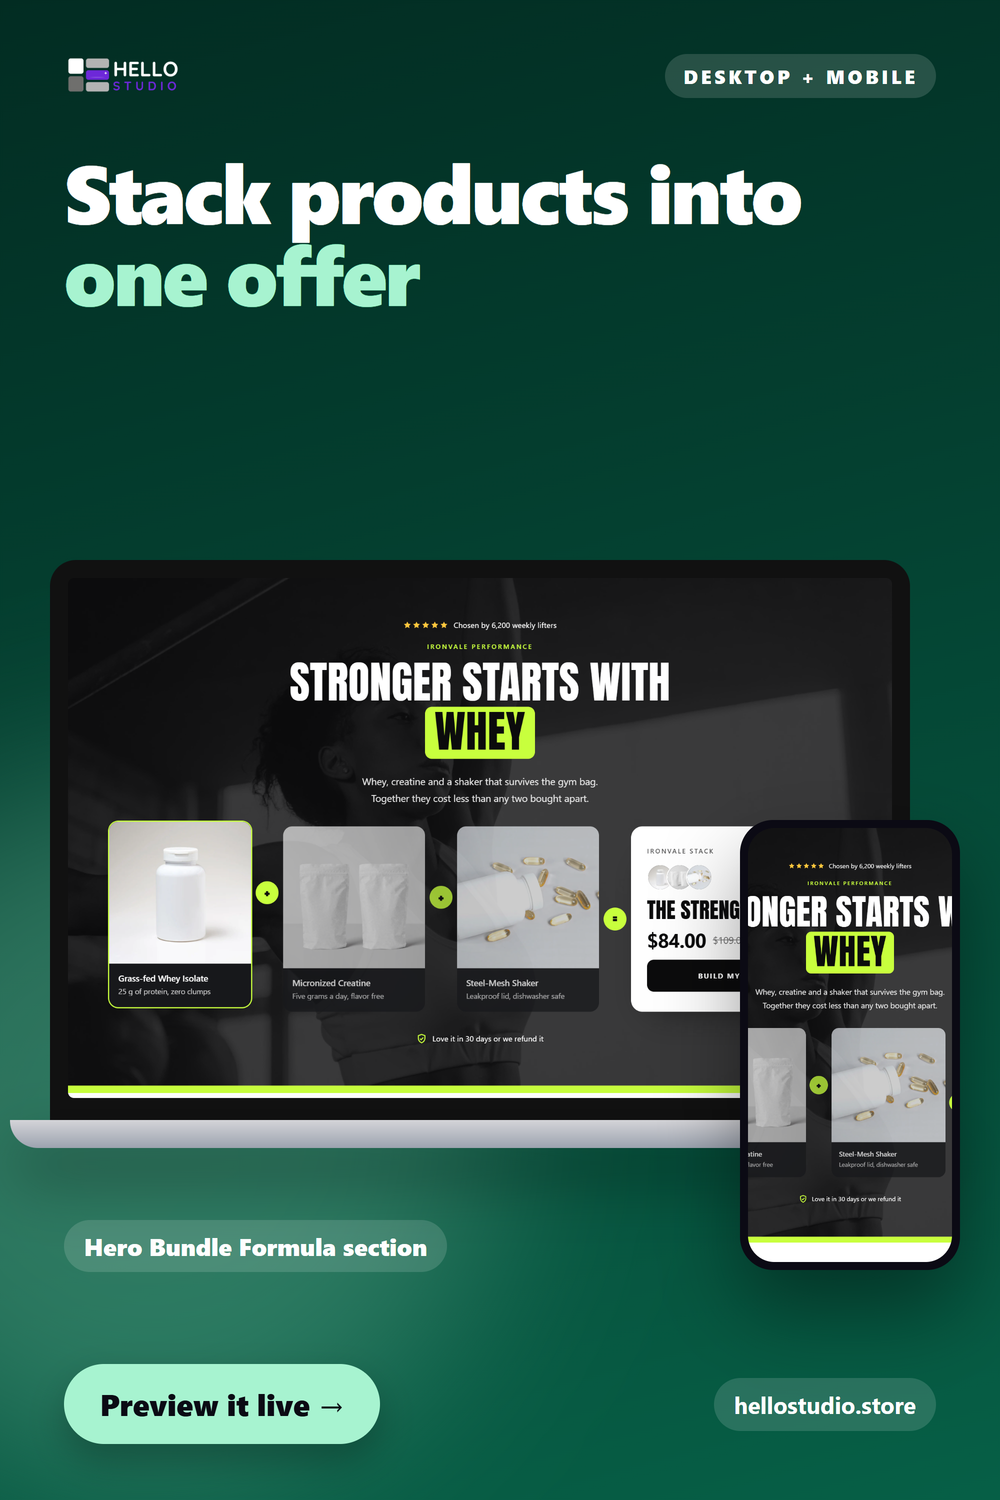 HELLO
STUDIO
DESKTOP + MOBILE
Stack products into
one offer
★★★★★ Chosen by 6,200 weekly lifters
IRONVALE PERFORMANCE
STRONGER STARTS WITH
WHEY
Whey, creatine and a shaker that survives the gym bag.
Together they cost less than any two bought apart.
Grass-fed Whey Isolate
25 g of protein, zero clumps
+
Micronized Creatine
Five grams a day, flavor free
+
Steel-Mesh Shaker
Leakproof lid, dishwasher safe
=
IRONVALE STACK
THE STRENG
$84.00 $109.0
BUILD MY
Love it in 30 days or we refund it
★★★★★ Chosen by 6,200 weekly lifters
IRONVALE PERFORMANCE
ONGER STARTS W
WHEY
Whey, creatine and a shaker that survives the gym bag.
Together they cost less than any two bought apart.
atine
flavor free
+
Steel-Mesh Shaker
Leakproof lid, dishwasher safe
Love it in 30 days or we refund it
Hero Bundle Formula section
Preview it live →
hellostudio.store